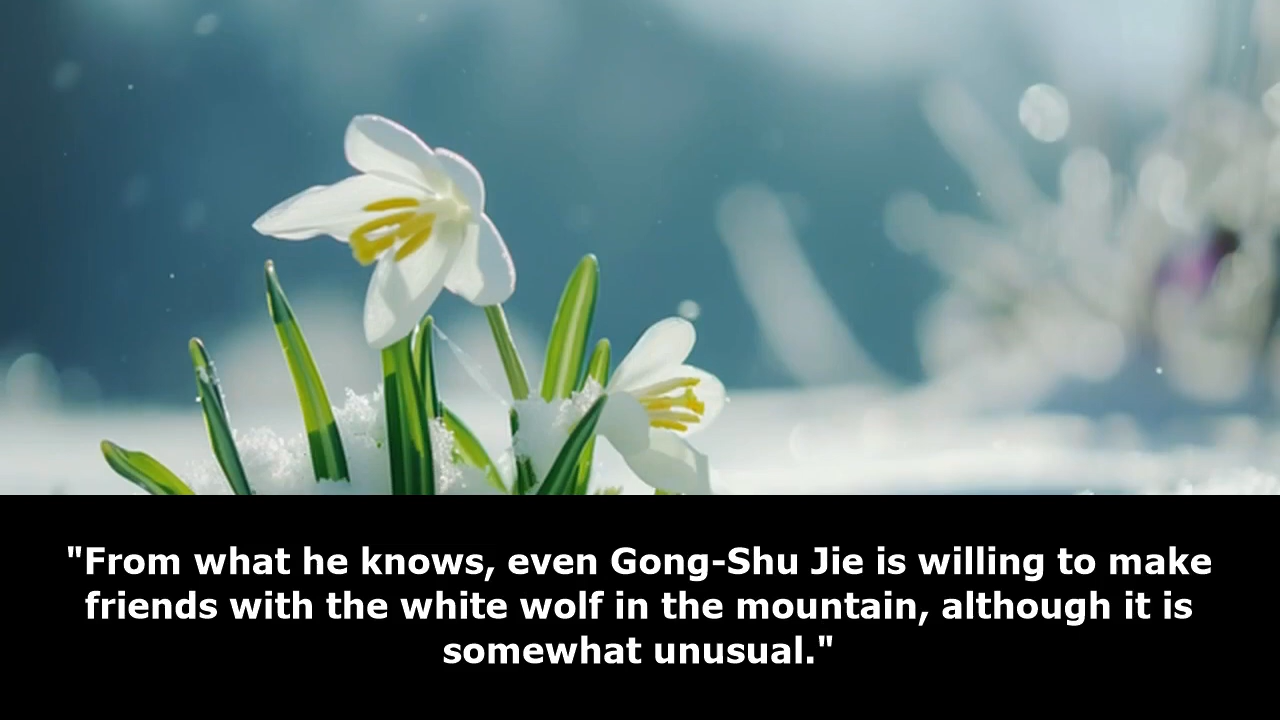 "From what he knows, even Gong-Shu Jie is willing to make
friends with the white wolf in the mountain, although it is
somewhat unusual."